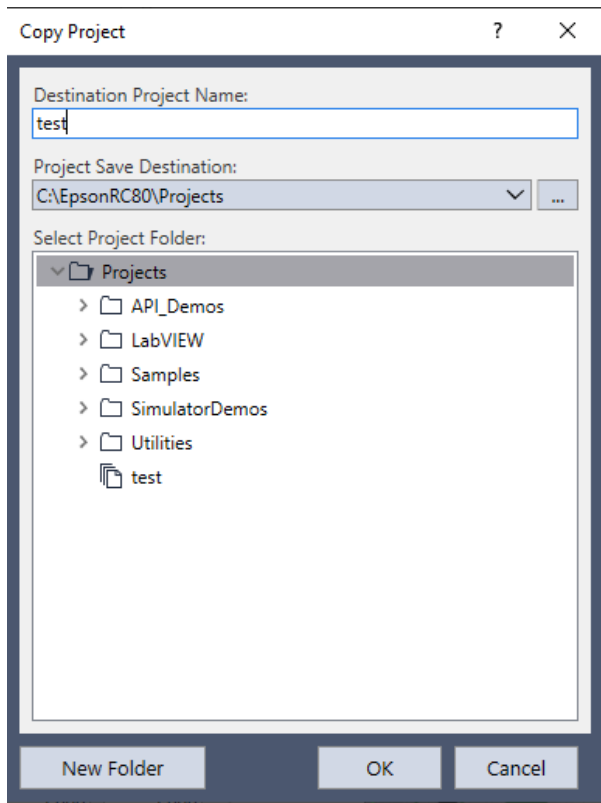 Copy Project ?
Destination Project Name:
test
Project Save Destination:
C:\EpsonRC80\Projects ...
Select Project Folder:
Projects
API_Demos
LabVIEW
Samples
SimulatorDemos
Utilities
test
New Folder OK Cancel